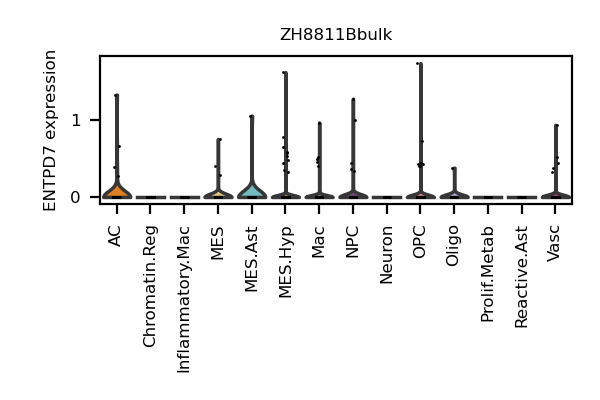 ZH8811Bbulk
ENTPD7 expression
1
0
AC
Chromatin.Reg
Inflammatory.Mac
MES
MES.Ast
MES.Hyp
Mac
NPC
Neuron
OPC
Oligo
Prolif.Metab
Reactive.Ast
Vasc